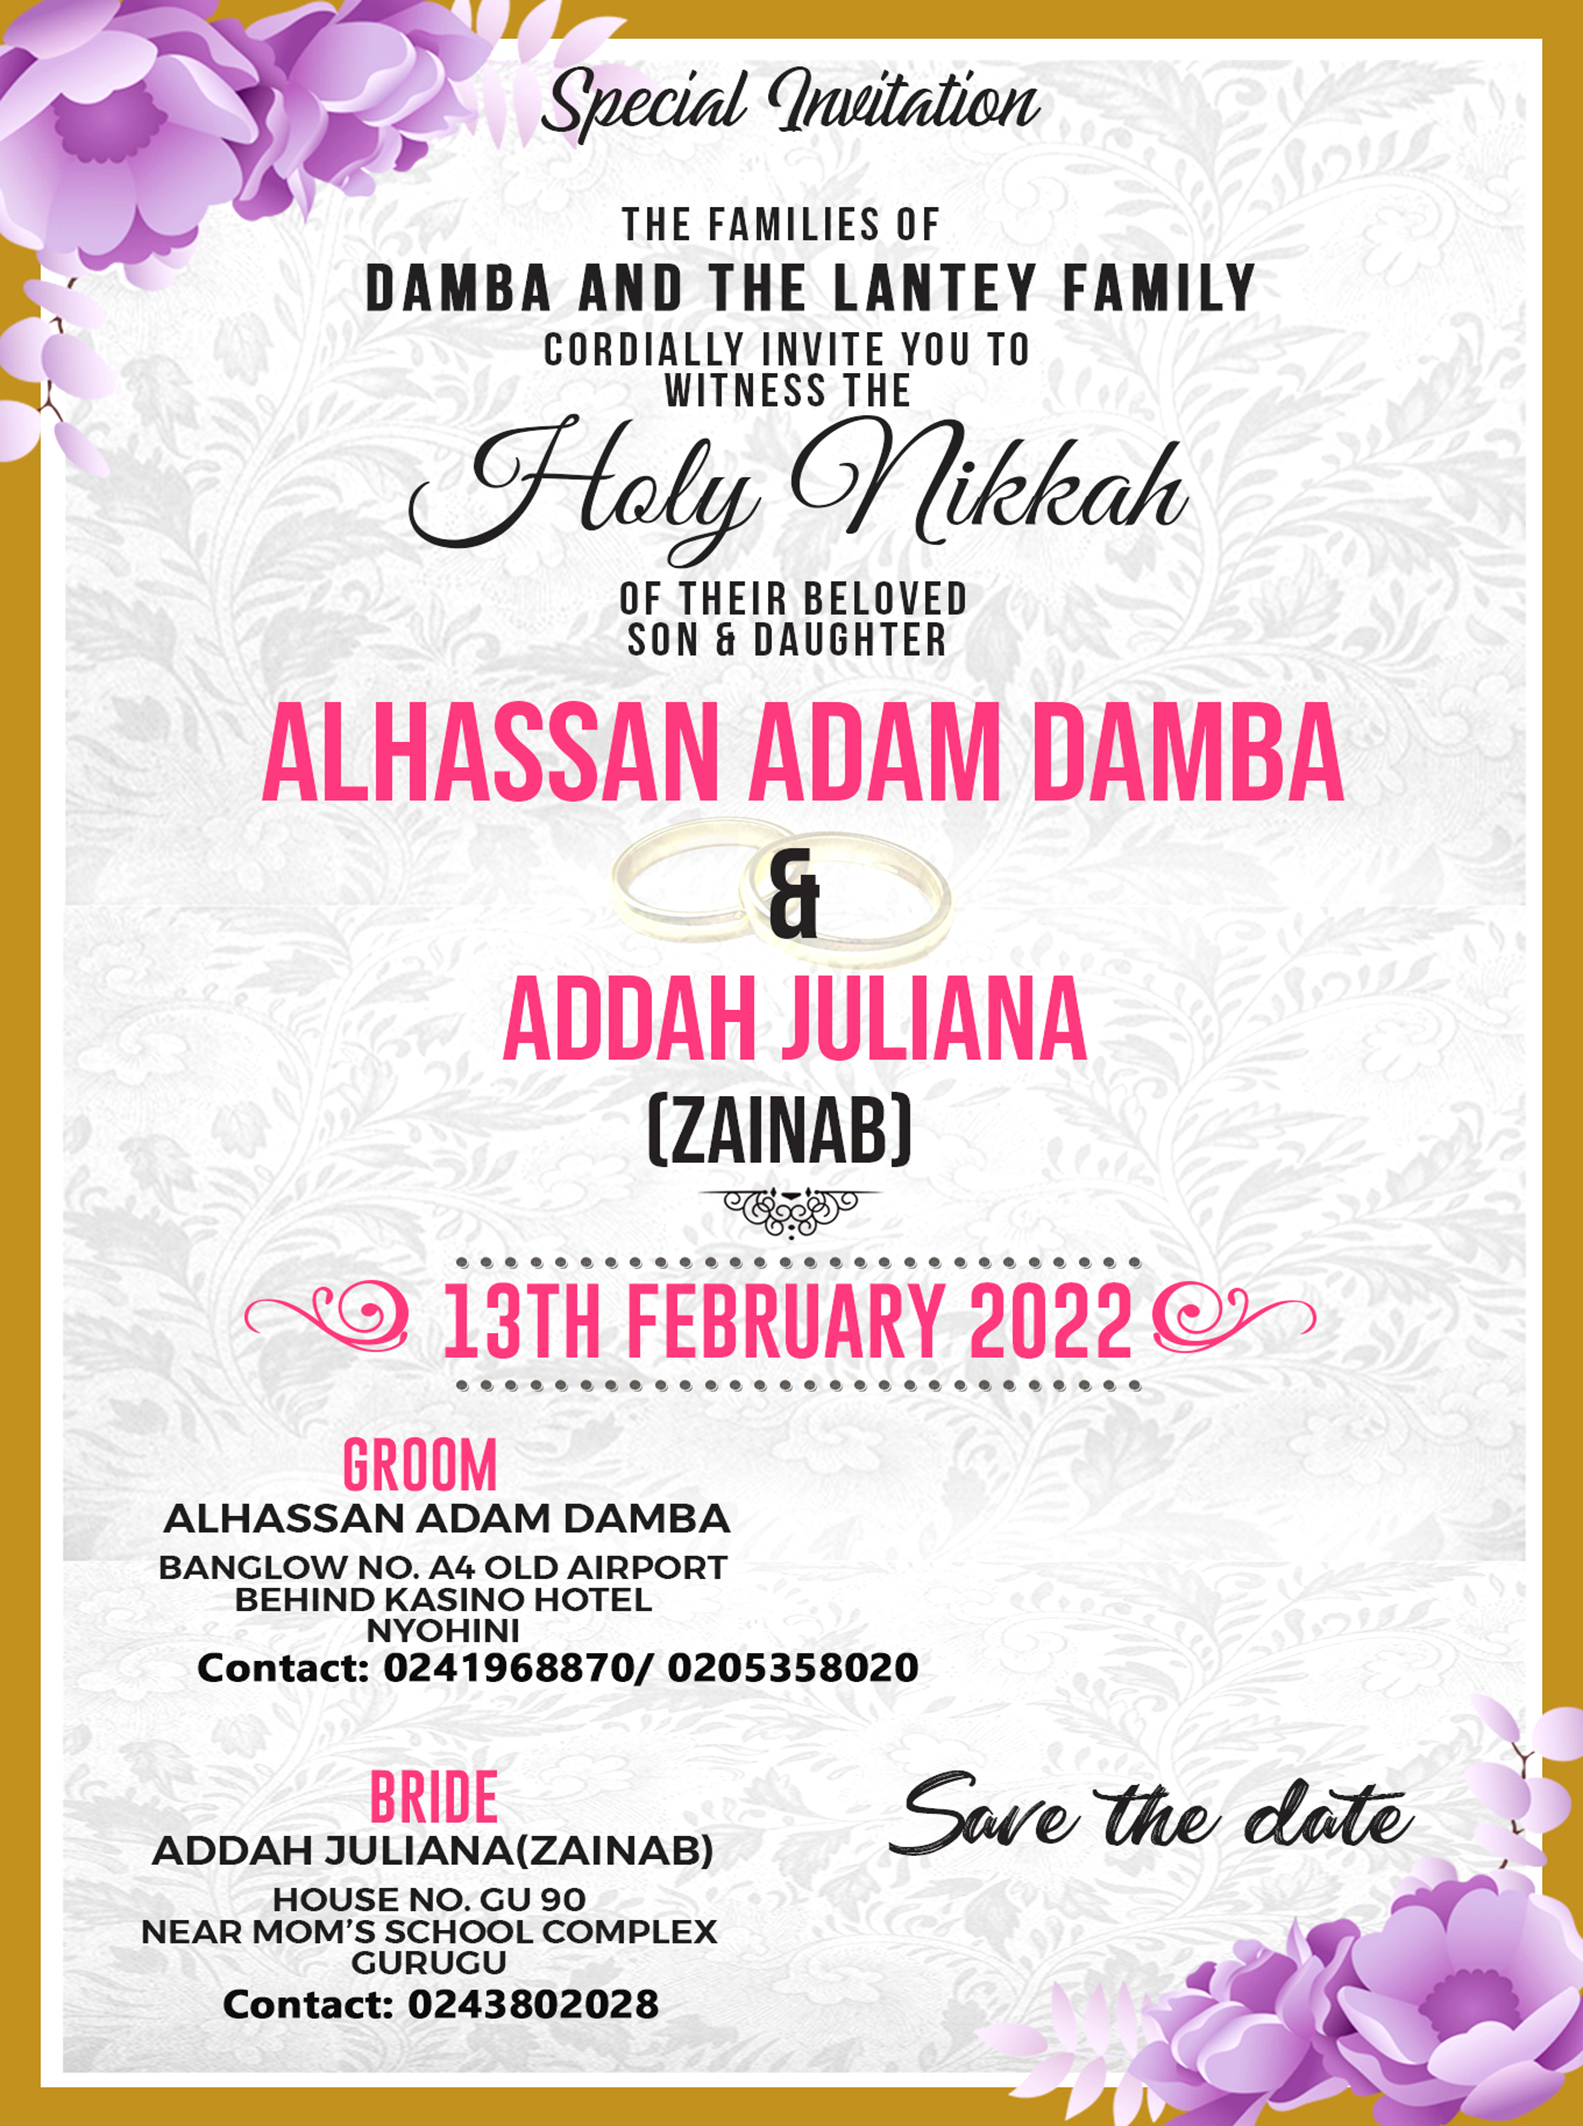 Special Invitation
THE FAMILIES OF
DAMBA AND THE LANTEY FAMILY
CORDIALLY INVITE YOU TO
WITNESS THE
Holy Nikkah
OF THEIR BELOVED
SON & DAUGHTER
ALHASSAN ADAM DAMBA
&
ADDAH JULIANA
(ZAINAB)
13TH FEBRUARY 2022
GROOM
ALHASSAN ADAM DAMBA
BANGLOW NO. A4 OLD AIRPORT
BEHIND KASINO HOTEL
NYOHINI
Contact: 0241968870/ 0205358020
BRIDE
ADDAH JULIANA(ZAINAB)
HOUSE NO. GU 90
NEAR MOM'S SCHOOL COMPLEX
GURUGU
Contact: 0243802028
Save the date